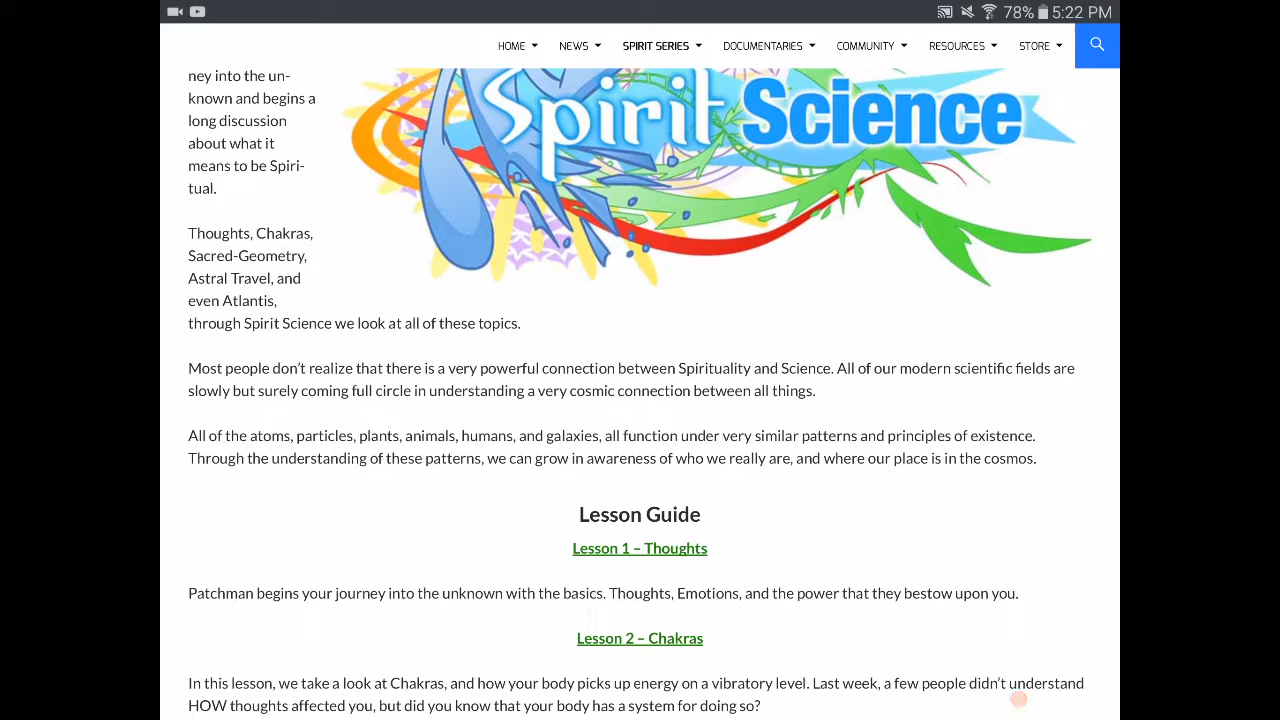 78% 5:22 PM
HOME NEWS SPIRIT SERIES DOCUMENTARIES COMMUNITY RESOURCES STORE
Spirit Science
ney into the un-
known and begins a
long discussion
about what it
means to be Spiri-
tual.
Thoughts, Chakras,
Sacred-Geometry,
Astral Travel, and
even Atlantis,
through Spirit Science we look at all of these topics.
Most people don’t realize that there is a very powerful connection between Spirituality and Science. All of our modern scientific fields are
slowly but surely coming full circle in understanding a very cosmic connection between all things.
All of the atoms, particles, plants, animals, humans, and galaxies, all function under very similar patterns and principles of existence.
Through the understanding of these patterns, we can grow in awareness of who we really are, and where our place is in the cosmos.
Lesson Guide
Lesson 1 – Thoughts
Patchman begins your journey into the unknown with the basics. Thoughts, Emotions, and the power that they bestow upon you.
Lesson 2 – Chakras
In this lesson, we take a look at Chakras, and how your body picks up energy on a vibratory level. Last week, a few people didn’t understand
HOW thoughts affected you, but did you know that your body has a system for doing so?